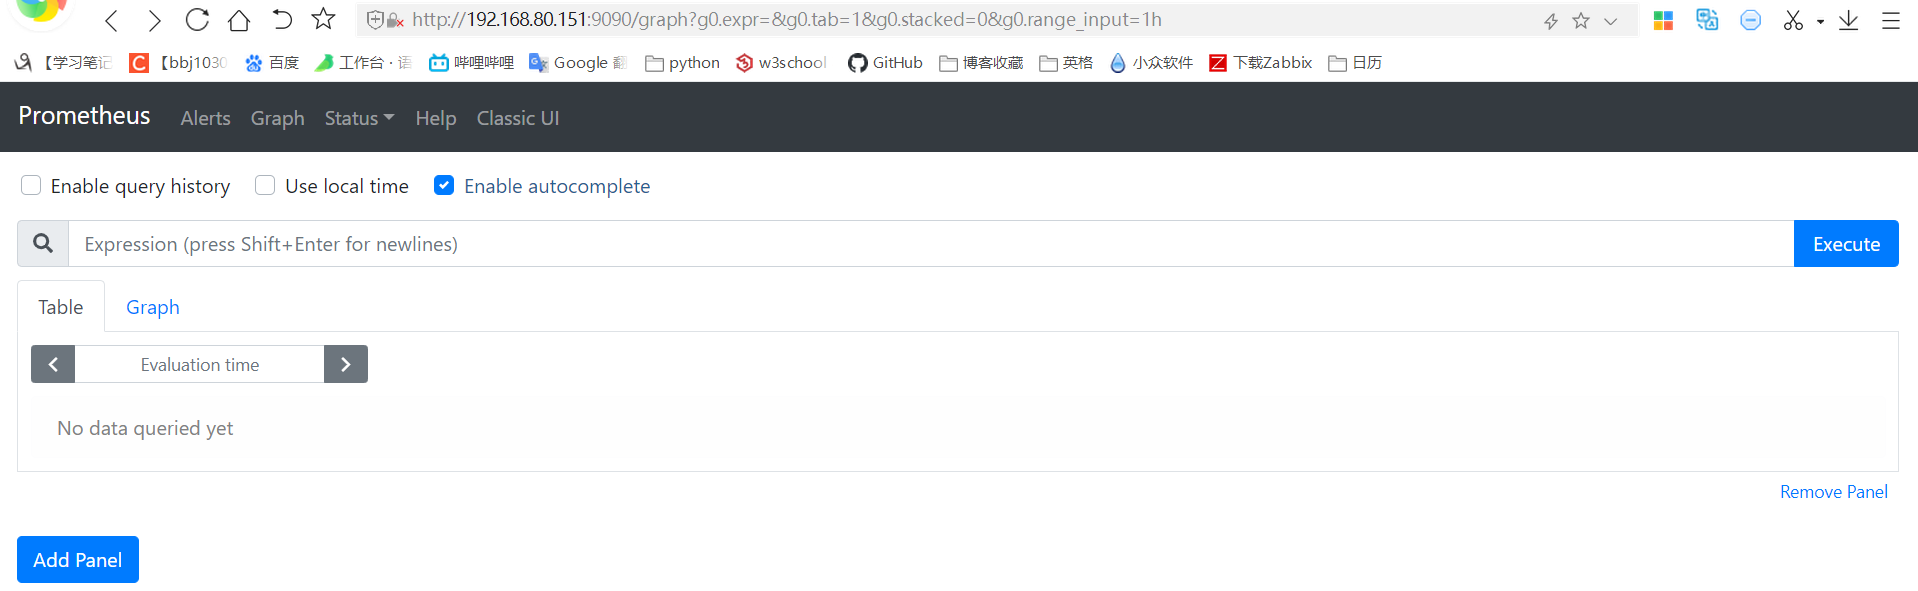 http://192.168.80.151:9090/graph?g0.expr=&g0.tab=1&g0.stacked=0&g0.range_input=1h
【学习笔记 【bbj1030 百度 工作台 · 语 哔哩哔哩 Google 翻 python w3school GitHub 博客收藏 英格 小众软件 下载Zabbix 日历
Prometheus Alerts Graph Status Help Classic UI
Enable query history Use local time Enable autocomplete
Expression (press Shift+Enter for newlines) Execute
Table Graph
Evaluation time
No data queried yet
Remove Panel
Add Panel